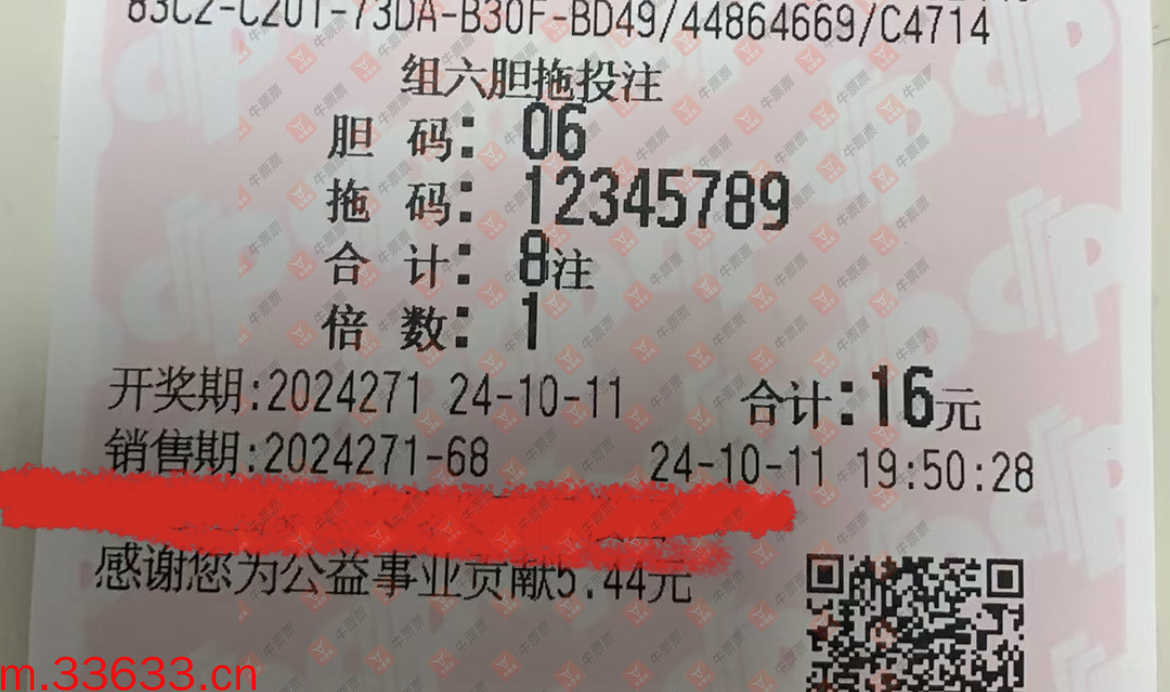 83C2-C201-73DA-B30F-BD49/44864669/C4714
组六胆拖投注
胆 码: 06
拖 码: 12345789
合 计: 8注
倍 数: 1
开奖期:2024271 24-10-11 合计:16元
销售期:2024271-68 24-10-11 19:50:28
感谢您为公益事业贡献5.44元
m.33633.cn